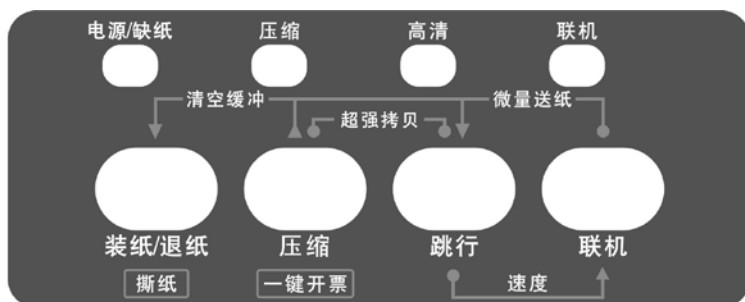 电源/缺纸 压缩 高清 联机
清空缓冲 微量送纸
超强拷贝
装纸/退纸 压缩 跳行 联机
撕纸 一键开票 速度